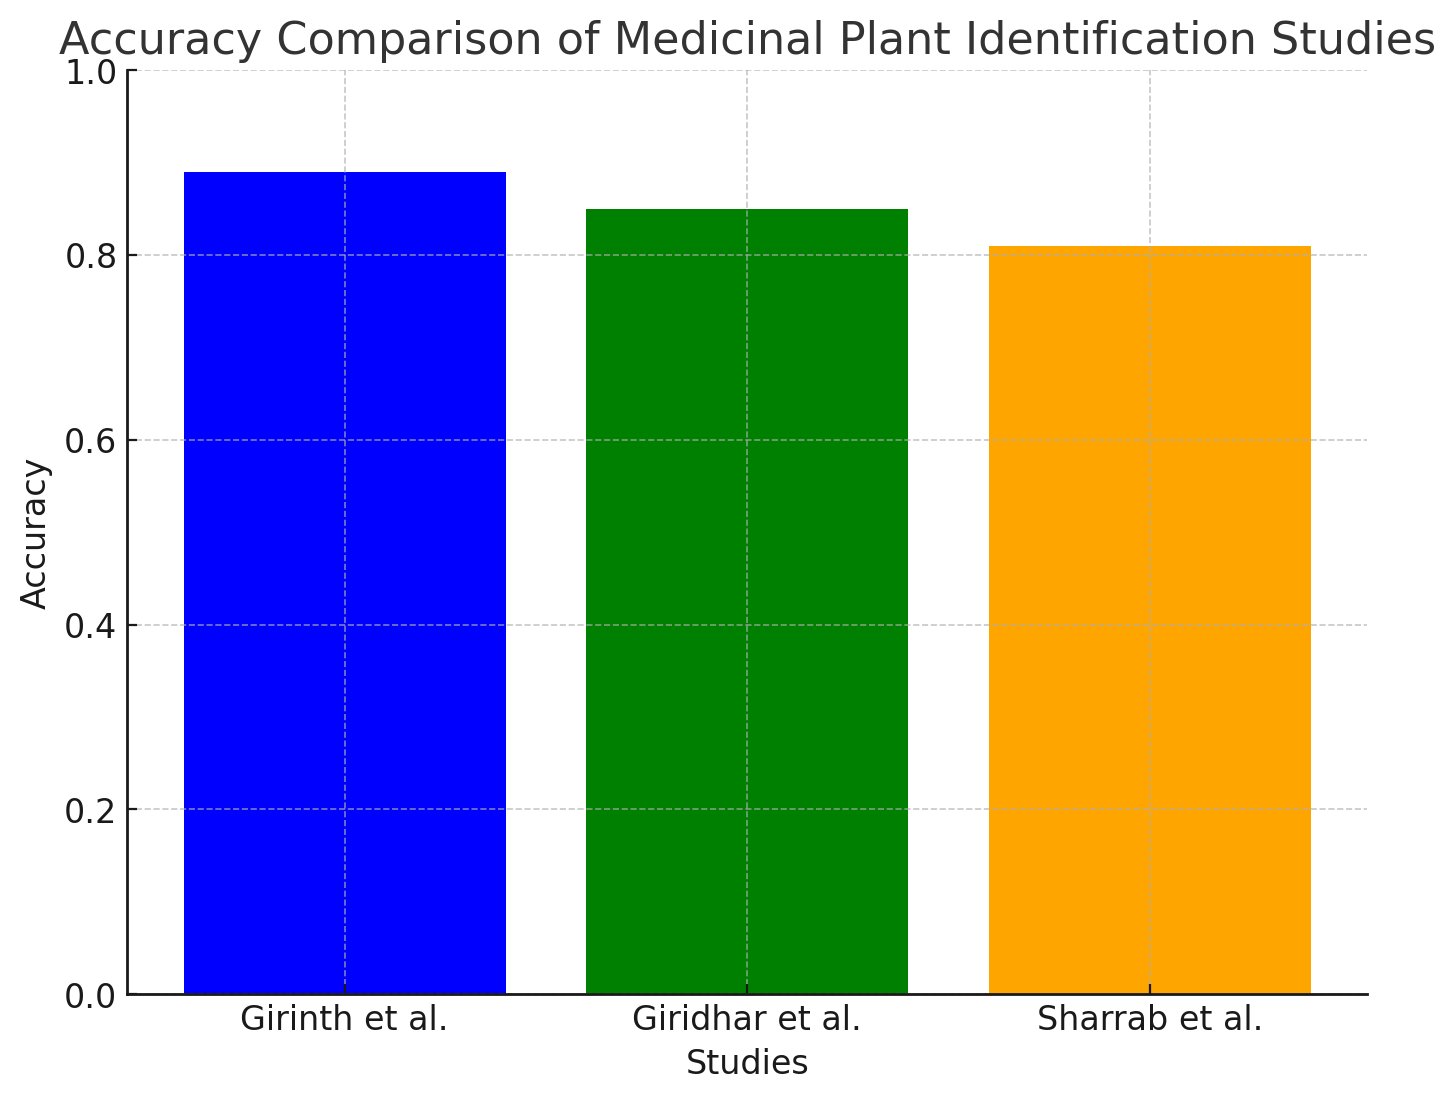 Accuracy Comparison of Medicinal Plant Identification Studies
1.0
0.8
0.6
0.4
0.2
0.0
Accuracy
Girinth et al.
Giridhar et al.
Sharrab et al.
Studies